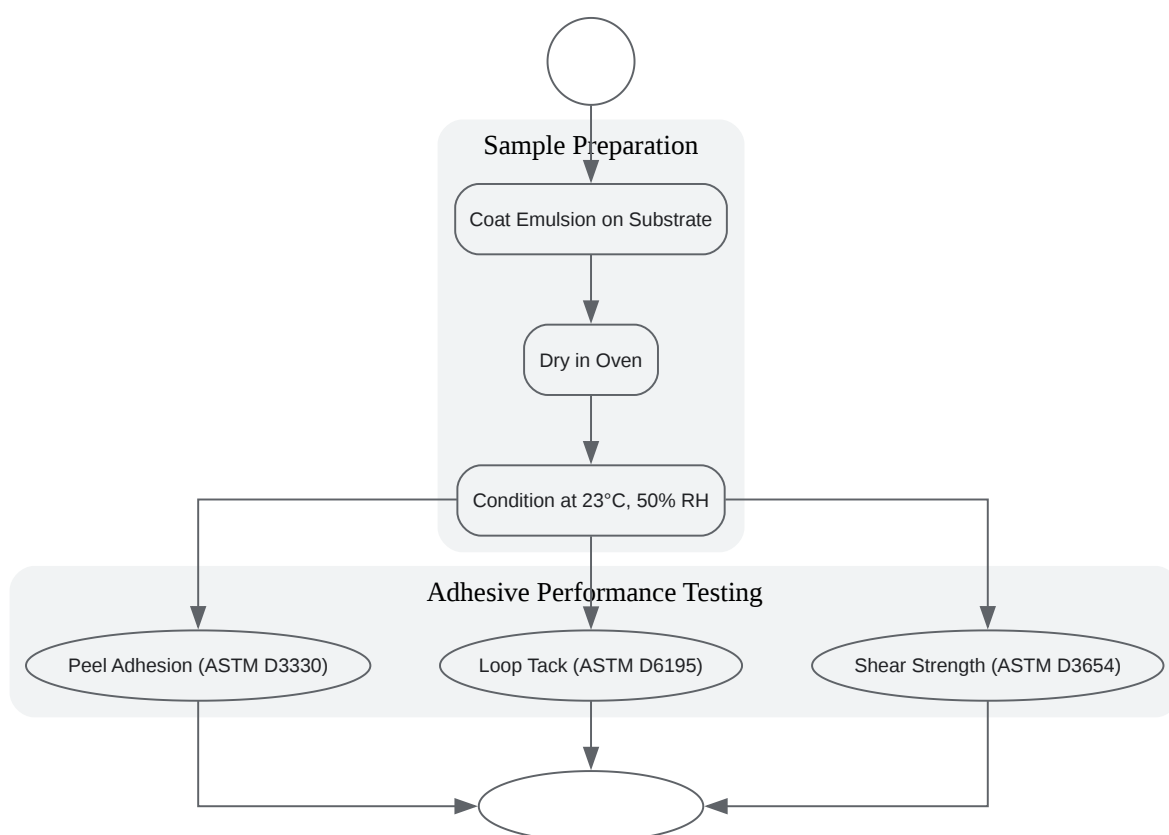 Sample Preparation
Coat Emulsion on Substrate
Dry in Oven
Condition at 23°C, 50% RH
Adhesive Performance Testing
Peel Adhesion (ASTM D3330)
Loop Tack (ASTM D6195)
Shear Strength (ASTM D3654)